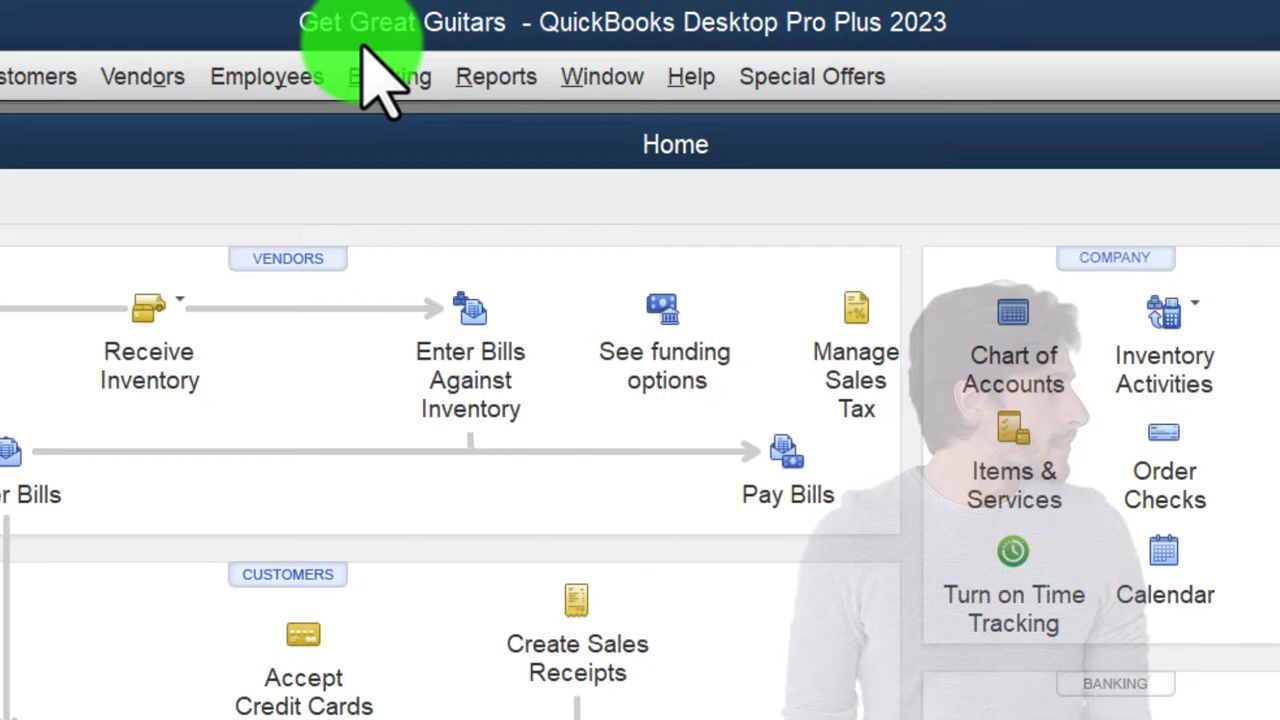 Get Great Guitars - QuickBooks Desktop Pro Plus 2023
stomers Vendors Employees Banking Reports Window Help Special Offers
Home
VENDORS
COMPANY
Receive
Inventory
Enter Bills
Against
Inventory
See funding
options
Manage
Sales
Tax
Chart of
Accounts
Inventory
Activities
Items &
Services
Order
Checks
er Bills
Pay Bills
Turn on Time
Tracking
Calendar
CUSTOMERS
Accept
Credit Cards
Create Sales
Receipts
BANKING